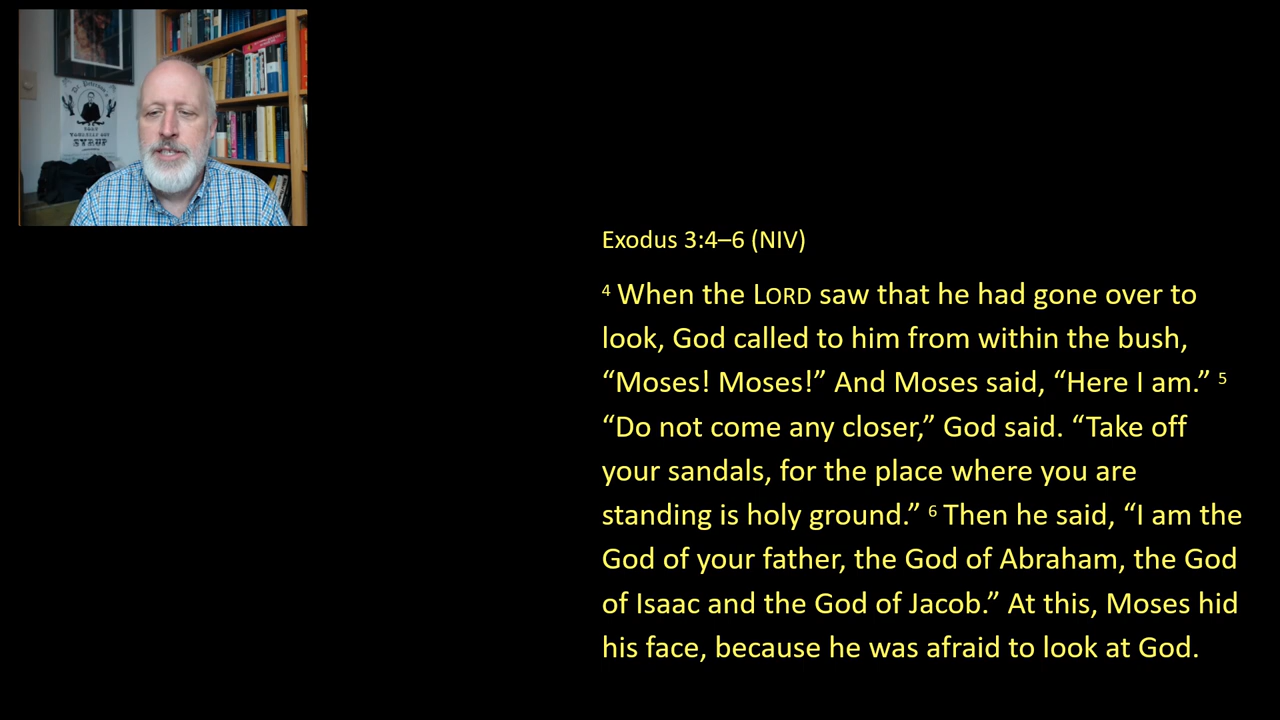 Dr. Peterson's
SYRUP
Exodus 3:4–6 (NIV)
4 When the LORD saw that he had gone over to
look, God called to him from within the bush,
“Moses! Moses!” And Moses said, “Here I am.” 5
“Do not come any closer,” God said. “Take off
your sandals, for the place where you are
standing is holy ground.” 6 Then he said, “I am the
God of your father, the God of Abraham, the God
of Isaac and the God of Jacob.” At this, Moses hid
his face, because he was afraid to look at God.